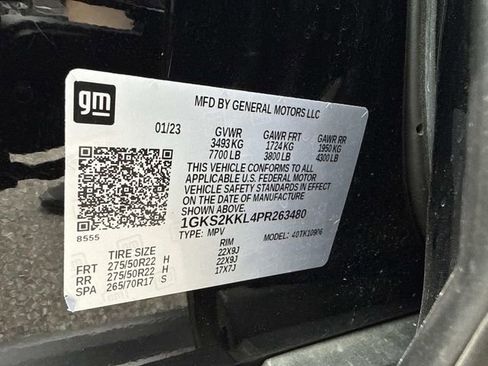 gm
MFD BY GENERAL MOTORS LLC
01/23 GVWR GAWR FRT GAWR RR
3493 KG 1724 KG 1950 KG
7700 LB 3800 LB 4300 LB
THIS VEHICLE CONFORMS TO ALL
APPLICABLE U.S. FEDERAL MOTOR
VEHICLE SAFETY STANDARDS IN EFFECT
ON THE DATE OF MANUFACTURE SHOWN ABOVE.
1GKS2KKL4PR263480
TYPE: MPV MODEL: 40TK10906
8555
TIRE SIZE RIM
FRT 275/50R22 H 22X9J
RR 275/50R22 H 22X9J
SPA 265/70R17 S 17X7J